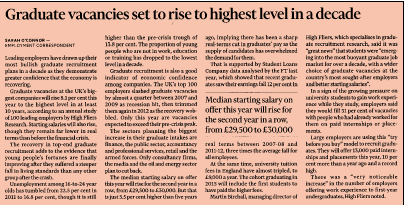 Graduate vacancies set to rise to highest level in a decade
SARAH O'CONNOR —
EMPLOYMENT CORRESPONDENT
Leading employers have drawn up their
most bullish graduate recruitment
plans in a decade as they demonstrate
greater confidence that the economy is
recovering.
Graduate vacancies at the UK's big-
gest employers will rise 8.1 per cent this
year to the highest level in at least
10 years, according to an annual study
of 100 leading employers by High Fliers
Research. Starting salaries will also rise,
though they remain far lower in real
terms than before the financial crisis.
The recovery in top-end graduate
recruitment adds to the evidence that
young people's fortunes are finally
improving after they suffered a steeper
fall in living standards than any other
group after the crash.
Unemployment among 16-to-24 year
olds has tumbled from 22.5 per cent in
2011 to 16.8 per cent, though it is still
higher than the pre-crisis trough of
13.8 per cent. The proportion of young
people who are not in work, education
or training has dropped to the lowest
level in a decade.
Graduate recruitment is also a good
indicator of economic confidence
among companies. The UK's top 100
employers slashed graduate vacancies
by almost a quarter between 2007 and
2009 as recession hit, then trimmed
them again in 2012 as the recovery wob-
bled. Only this year are vacancies
expected to exceed their pre-crisis peak.
The sectors planning the biggest
increase in their graduate intakes are
finance, the public sector, accountancy
and professional services, retail and the
armed forces. Only consultancy firms,
the media and the oil and energy sector
plan to cut back.
The median starting salary on offer
this year will rise for the second year in a
row, from £29,500 to £30,000. But that
is just 3.5 per cent higher than five years
ago, implying there has been a sharp
real-terms cut in graduates' pay as the
supply of candidates has overwhelmed
the demand for them.
That is supported by Student Loans
Company data analysed by the FT last
year, which showed that recent gradu-
ates saw their earnings fall 12 per cent in
Median starting salary on
offer this year will rise for
the second year in a row,
from £29,500 to £30,000
real terms between 2007-08 and
2011-12, three times the average fall for
all employees.
At the same time, university tuition
fees in England have almost tripled, to
£9,000 a year. The cohort graduating in
2015 will include the first students to
have paid the higher fees.
Martin Birchall, managing director of
High Fliers, which specialises in gradu-
ate recruitment research, said it was
"great news" that students were "emerg-
ing into the most buoyant graduate job
market for over a decade, with a wider
choice of graduate vacancies at the
country's most sought after employers
and better starting salaries".
In a sign of the growing pressure on
university students to gain work experi-
ence while they study, employers said
they would fill 31 per cent of vacancies
with people who had already worked for
them on paid internships or place-
ments.
Large employers are using this "try
before you buy" model to recruit gradu-
ates. They will offer 13,000 paid intern-
ships and placements this year, 10 per
cent more than a year and a record
high.
There was a "very noticeable
increase" in the number of employers
offering work experience to first-year
undergraduates, High Fliers noted.